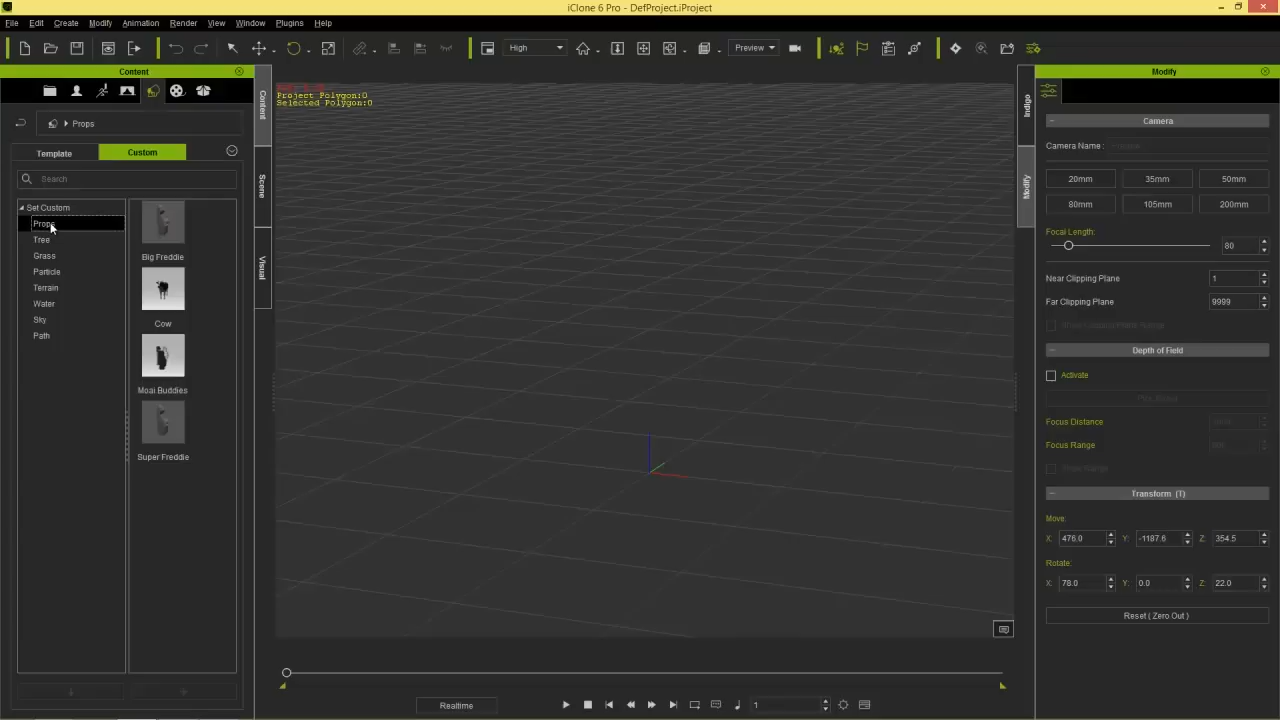 iClone 6 Pro - DefProject.iProject
File Edit Create Modify Animation Render View Window Plugins Help
High
Preview
Content
Props
Template Custom
Search
Set Custom
Props
Tree
Grass
Particle
Terrain
Water
Sky
Path
Big Freddie
Cow
Moai Buddies
Super Freddie
Content
Scene
Visual
Project Polygon:0
Selected Polygon:0
Realtime
1
Indigo
Modify
Modify
Camera
Camera Name :
20mm 35mm 50mm
80mm 105mm 200mm
Focal Length:
80
Near Clipping Plane 1
Far Clipping Plane 9999
Depth of Field
Activate
Focus Distance
Focus Range
Transform (T)
Move:
X: 476.0 Y: -1187.6 Z: 354.5
Rotate:
X: 78.0 Y: 0.0 Z: 22.0
Reset ( Zero Out )